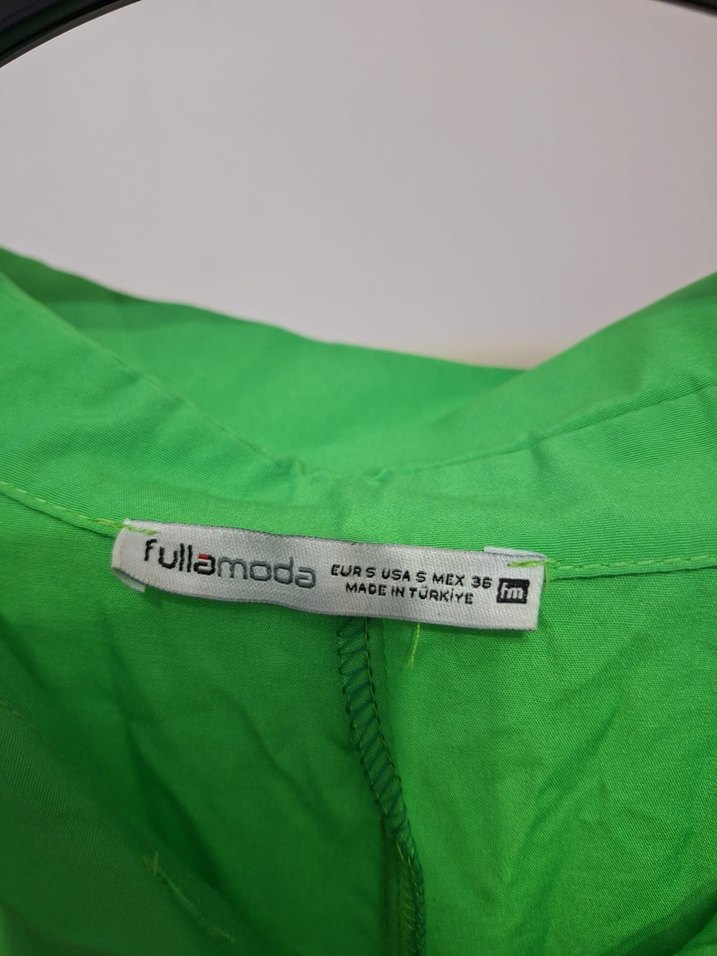 fullamoda
EUR S USA S MEX 36
MADE IN TÜRKİYE
fm